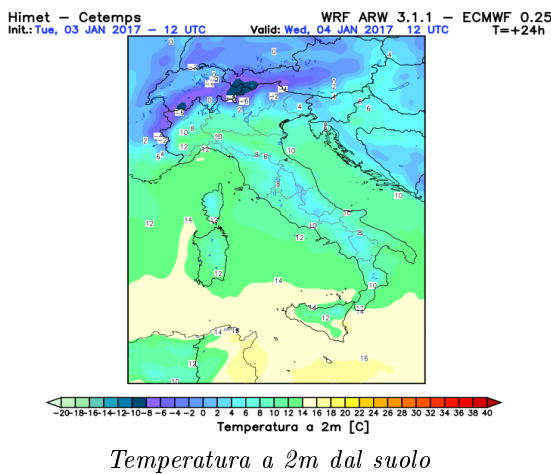 Himet – Cetemps WRF ARW 3.1.1 – ECMWF 0.25
Init.: Tue, 03 JAN 2017 – 12 UTC Valid: Wed, 04 JAN 2017 12 UTC T=+24h
-20-18-16-14-12-10-8 -6 -4 -2 0 2 4 6 8 10 12 14 16 18 20 22 24 26 28 30 32 34 36 38 40
Temperatura a 2m [C]
Temperatura a 2m dal suolo